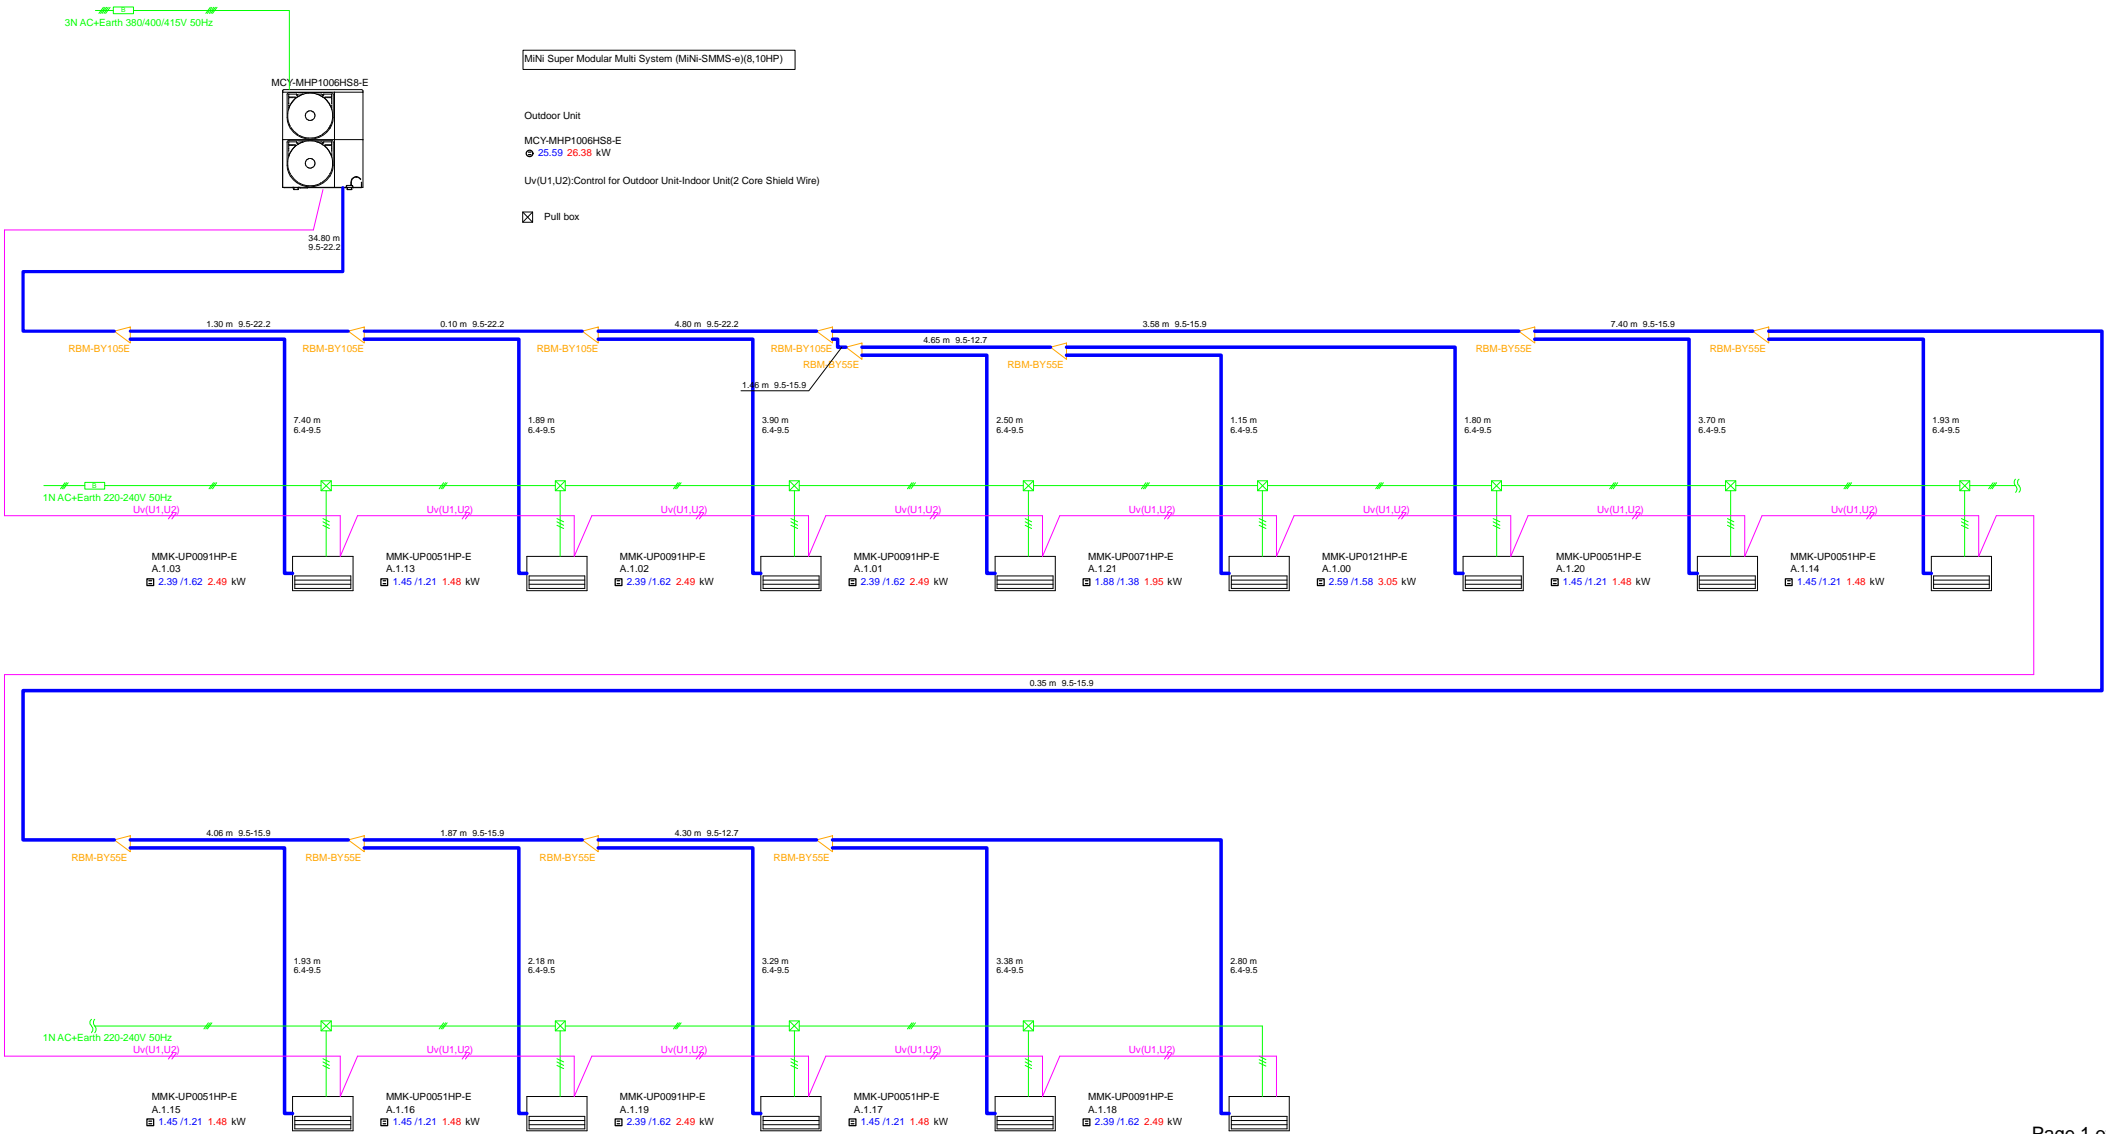 3N AC+Earth 380/400/415V 50Hz
MCY-MHP1006HS8-E
MiNi Super Modular Multi System (MiNi-SMMS-e)(8,10HP)
Outdoor Unit
MCY-MHP1006HS8-E
25.59 26.38 kW
Uv(U1,U2):Control for Outdoor Unit-Indoor Unit(2 Core Shield Wire)
Pull box
34.80 m
9.5-22.2
1.30 m 9.5-22.2
0.10 m 9.5-22.2
4.80 m 9.5-22.2
3.58 m 9.5-15.9
7.40 m 9.5-15.9
4.65 m 9.5-12.7
RBM-BY105E
RBM-BY105E
RBM-BY105E
RBM-BY105E
RBM-BY55E
RBM-BY55E
RBM-BY55E
RBM-BY55E
1.46 m 9.5-15.9
7.40 m
6.4-9.5
1.89 m
6.4-9.5
3.90 m
6.4-9.5
2.50 m
6.4-9.5
1.15 m
6.4-9.5
1.80 m
6.4-9.5
3.70 m
6.4-9.5
1.93 m
6.4-9.5
1N AC+Earth 220-240V 50Hz
Uv(U1,U2)
Uv(U1,U2)
Uv(U1,U2)
Uv(U1,U2)
Uv(U1,U2)
Uv(U1,U2)
Uv(U1,U2)
Uv(U1,U2)
MMK-UP0091HP-E
A.1.03
2.39 /1.62 2.49 kW
MMK-UP0051HP-E
A.1.13
1.45 /1.21 1.48 kW
MMK-UP0091HP-E
A.1.02
2.39 /1.62 2.49 kW
MMK-UP0091HP-E
A.1.01
2.39 /1.62 2.49 kW
MMK-UP0071HP-E
A.1.21
1.88 /1.38 1.95 kW
MMK-UP0121HP-E
A.1.00
2.59 /1.58 3.05 kW
MMK-UP0051HP-E
A.1.20
1.45 /1.21 1.48 kW
MMK-UP0051HP-E
A.1.14
1.45 /1.21 1.48 kW
0.35 m 9.5-15.9
4.06 m 9.5-15.9
1.87 m 9.5-15.9
4.30 m 9.5-12.7
RBM-BY55E
RBM-BY55E
RBM-BY55E
RBM-BY55E
1.93 m
6.4-9.5
2.18 m
6.4-9.5
3.29 m
6.4-9.5
3.38 m
6.4-9.5
2.80 m
6.4-9.5
1N AC+Earth 220-240V 50Hz
Uv(U1,U2)
Uv(U1,U2)
Uv(U1,U2)
Uv(U1,U2)
Uv(U1,U2)
MMK-UP0051HP-E
A.1.15
1.45 /1.21 1.48 kW
MMK-UP0051HP-E
A.1.16
1.45 /1.21 1.48 kW
MMK-UP0091HP-E
A.1.19
2.39 /1.62 2.49 kW
MMK-UP0051HP-E
A.1.17
1.45 /1.21 1.48 kW
MMK-UP0091HP-E
A.1.18
2.39 /1.62 2.49 kW
Page 1